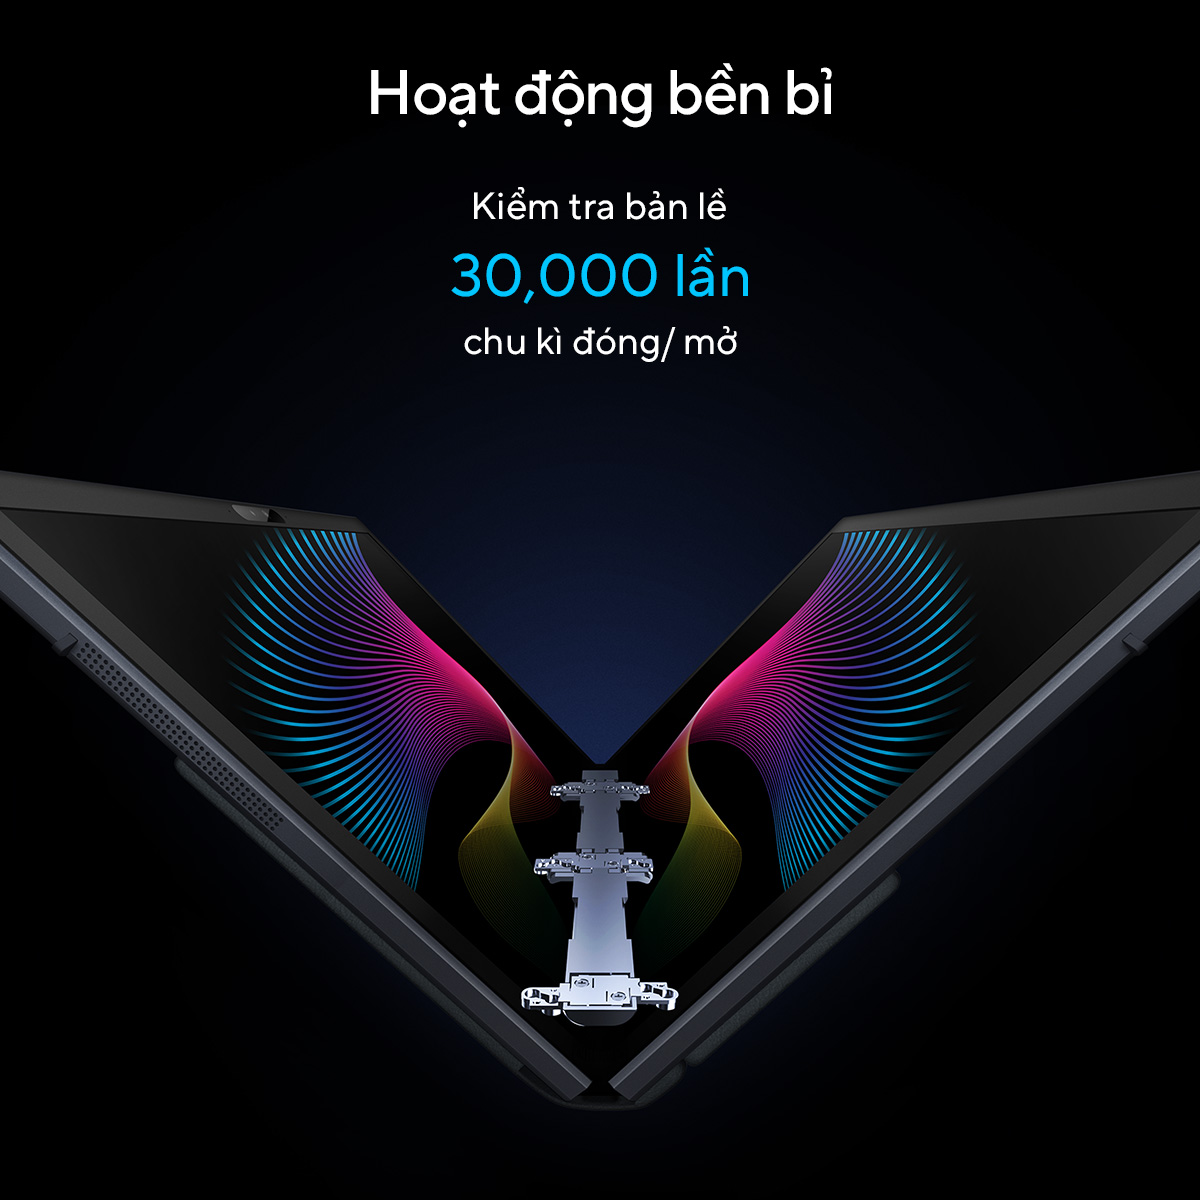 Hoạt động bền bỉ
Kiểm tra bản lề
30,000 lần
chu kì đóng/ mở